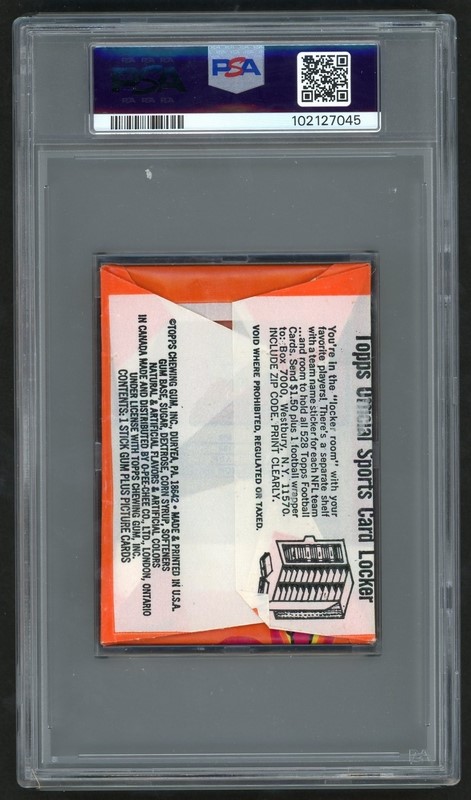 PSA
102127045
Topps Official Sports Card Locker
You're in the "locker room" with your
favorite players! There's a separate shelf
with a team name sticker for each NFL team
...and room to hold all 528 Topps Football
Cards. Send $1.50 plus 1 football wrapper
to: Box 7000, Westbury, N.Y. 11570.
INCLUDE ZIP CODE, PRINT CLEARLY.
VOID WHERE PROHIBITED, REGULATED OR TAXED.
©TOPPS CHEWING GUM, INC., DURYEA, PA. 18642 • MADE & PRINTED IN U.S.A.
GUM BASE, SUGAR, DEXTROSE, CORN SYRUP, SOFTENERS
NATURAL & ARTIFICIAL FLAVORS & ARTIFICIAL COLORS
IN CANADA MADE/DISTRIBUTED BY O-PEE-CHEE CO., LTD., LONDON, ONTARIO
UNDER LICENSE WITH TOPPS CHEWING GUM, INC.
CONTENTS: 1 STICK GUM PLUS PICTURE CARDS